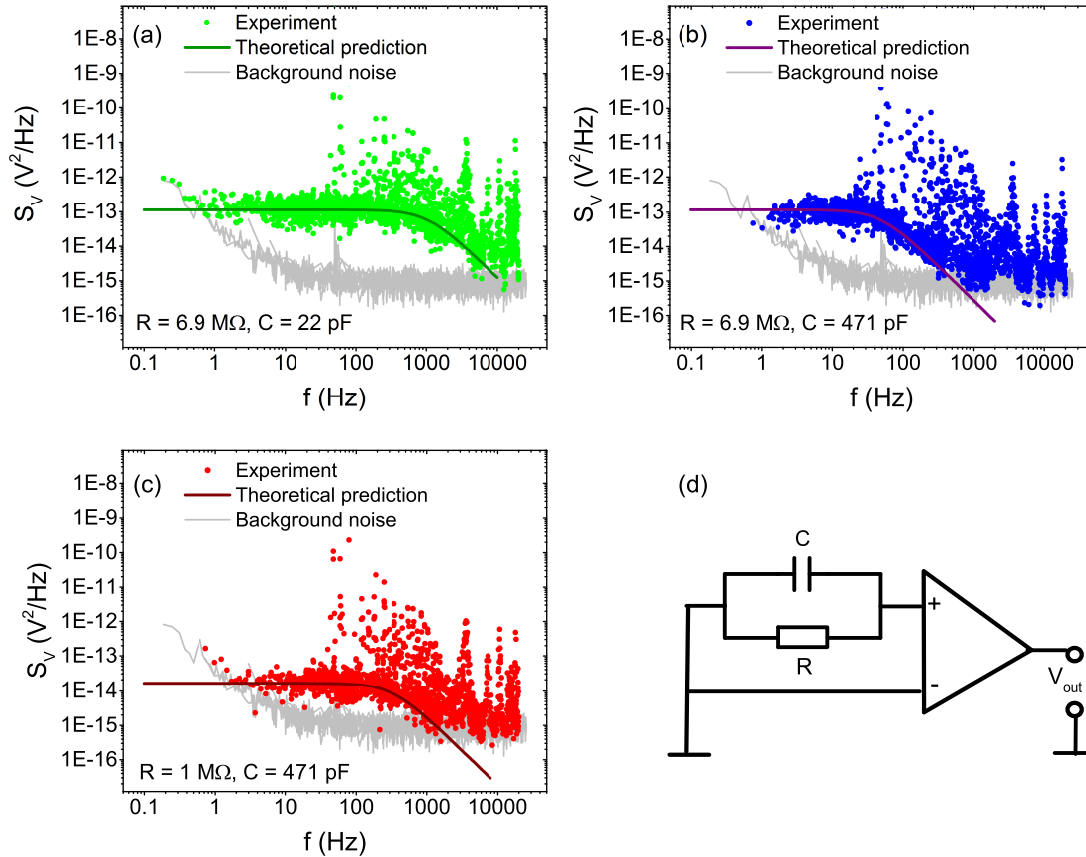 (a)
Experiment
Theoretical prediction
Background noise
1E-8
1E-9
1E-10
1E-11
1E-12
1E-13
1E-14
1E-15
1E-16
S_V (V²/Hz)
R = 6.9 MΩ, C = 22 pF
0.1 1 10 100 1000 10000
f (Hz)
(b)
Experiment
Theoretical prediction
Background noise
1E-8
1E-9
1E-10
1E-11
1E-12
1E-13
1E-14
1E-15
1E-16
S_V (V²/Hz)
R = 6.9 MΩ, C = 471 pF
0.1 1 10 100 1000 10000
f (Hz)
(c)
Experiment
Theoretical prediction
Background noise
1E-8
1E-9
1E-10
1E-11
1E-12
1E-13
1E-14
1E-15
1E-16
S_V (V²/Hz)
R = 1 MΩ, C = 471 pF
0.1 1 10 100 1000 10000
f (Hz)
(d)
C
R
+
-
V_out